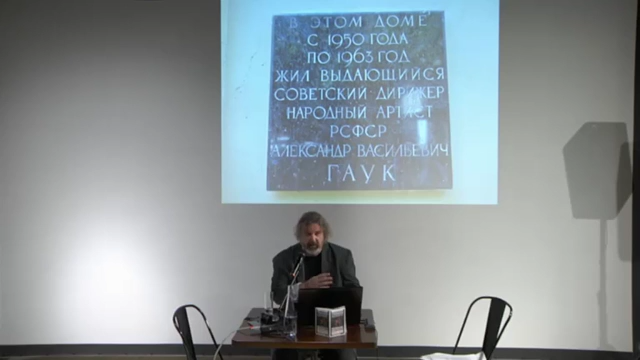 В ЭТОМ ДОМЕ
С 1950 ГОДА
ПО 1963 ГОД
ЖИЛ ВЫДАЮЩИЙСЯ
СОВЕТСКИЙ ДИРИЖЕР
НАРОДНЫЙ АРТИСТ
РСФСР
АЛЕКСАНДР ВАСИЛЬЕВИЧ
ГАУК